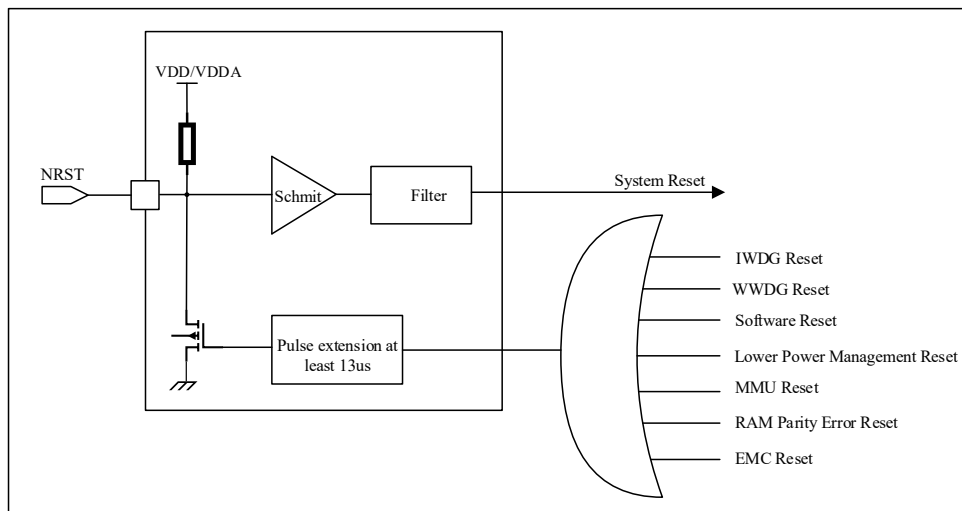 VDD/VDDA
NRST
Schmit
Filter
System Reset
IWDG Reset
WWDG Reset
Software Reset
Pulse extension at
least 13us
Lower Power Management Reset
MMU Reset
RAM Parity Error Reset
EMC Reset